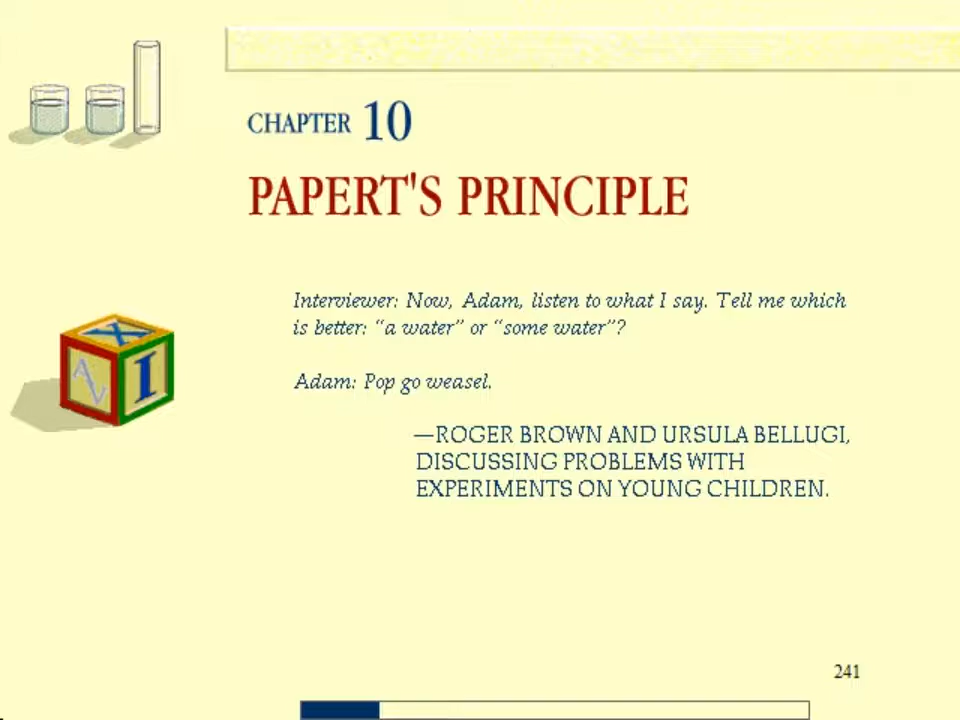 CHAPTER 10
PAPERT'S PRINCIPLE
Interviewer: Now, Adam, listen to what I say. Tell me which
is better: “a water” or “some water”?
Adam: Pop go weasel.
—ROGER BROWN AND URSULA BELLUGI,
DISCUSSING PROBLEMS WITH
EXPERIMENTS ON YOUNG CHILDREN.
X
AV
I
241